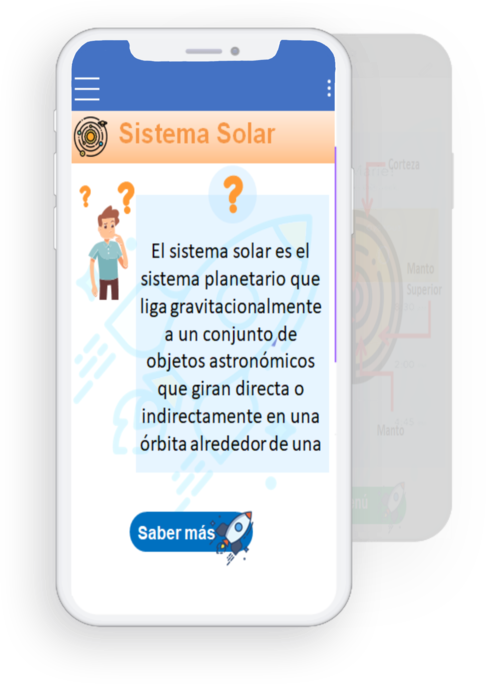 Sistema Solar
? ?
?
El sistema solar es el
sistema planetario que
liga gravitacionalmente
a un conjunto de
objetos astronómicos
que giran directa o
indirectamente en una
órbita alrededor de una
Saber más
Corteza
Manto
Superior
Manto